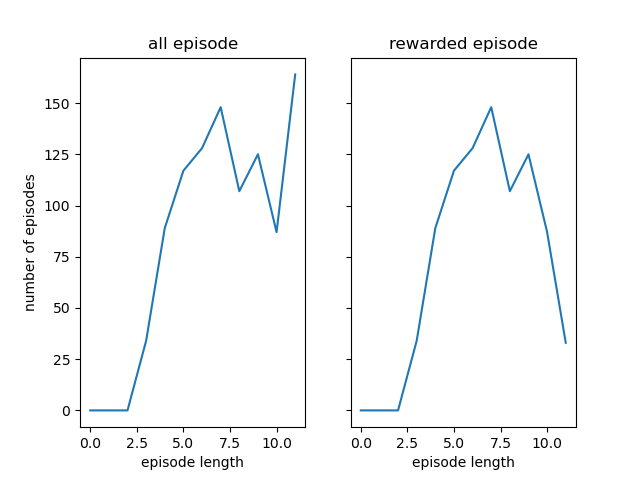 all episode
rewarded episode
number of episodes
150
125
100
75
50
25
0
0.0 2.5 5.0 7.5 10.0
0.0 2.5 5.0 7.5 10.0
episode length
episode length